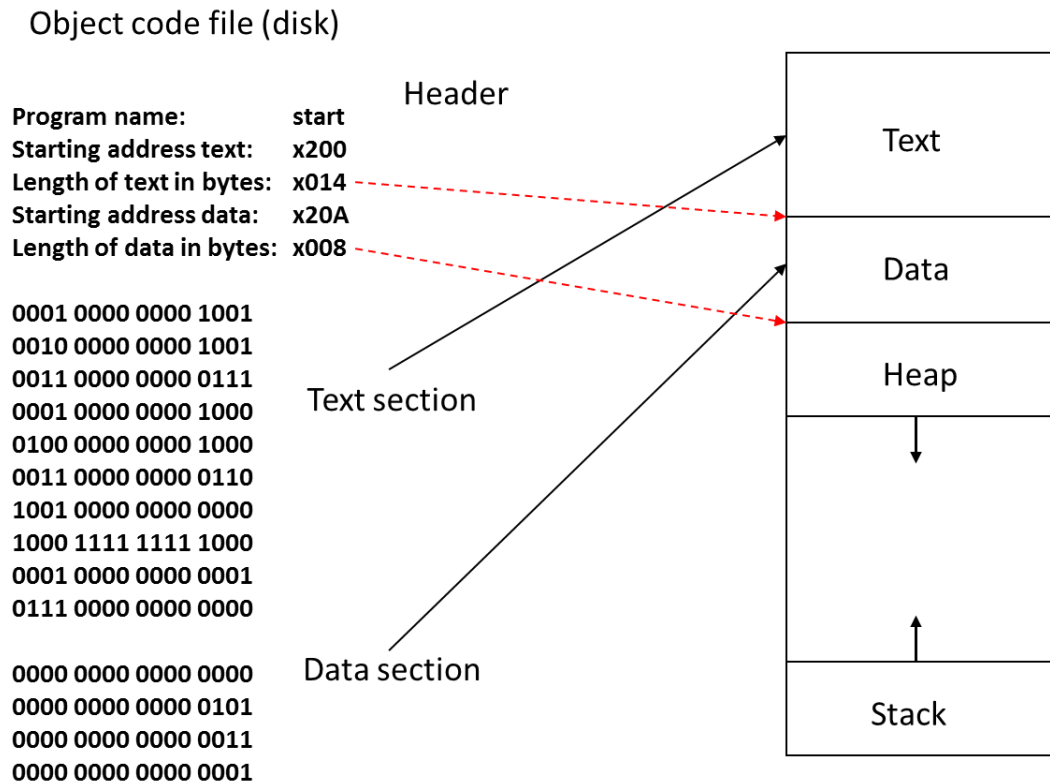 Object code file (disk)
Header
Program name: start
Starting address text: x200
Length of text in bytes: x014
Starting address data: x20A
Length of data in bytes: x008
0001 0000 0000 1001
0010 0000 0000 1001
0011 0000 0000 0111
0001 0000 0000 1000
0100 0000 0000 1000
0011 0000 0000 0110
1001 0000 0000 0000
1000 1111 1111 1000
0001 0000 0000 0001
0111 0000 0000 0000
Text section
0000 0000 0000 0000
0000 0000 0000 0101
0000 0000 0000 0011
0000 0000 0000 0001
Data section
Text
Data
Heap
Stack